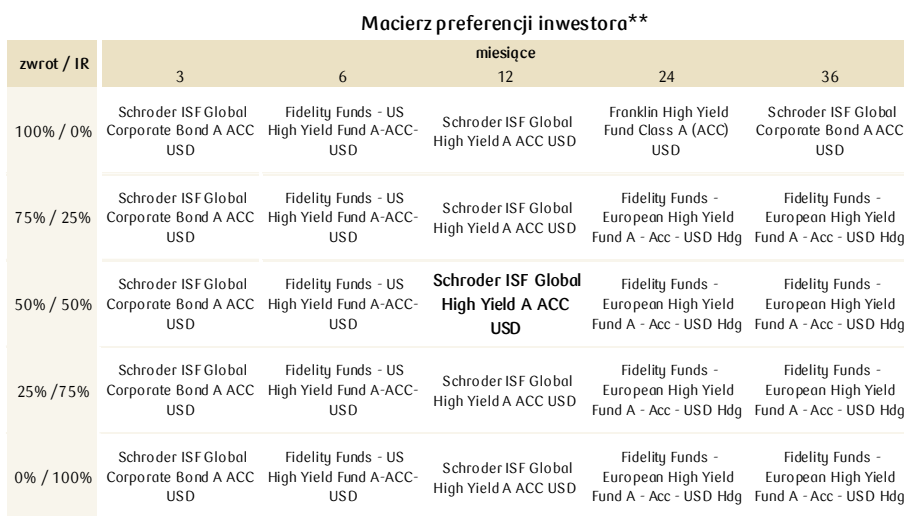 Macierz preferencji inwestora**
zwrot / IR
miesiące
3 6 12 24 36
100% / 0%
Schroder ISF Global
Corporate Bond A ACC
USD
Fidelity Funds - US
High Yield Fund A-ACC-
USD
Schroder ISF Global
High Yield A ACC USD
Franklin High Yield
Fund Class A (ACC)
USD
Schroder ISF Global
Corporate Bond A ACC
USD
75% / 25%
Schroder ISF Global
Corporate Bond A ACC
USD
Fidelity Funds - US
High Yield Fund A-ACC-
USD
Schroder ISF Global
High Yield A ACC USD
Fidelity Funds -
European High Yield
Fund A - Acc - USD Hdg
Fidelity Funds -
European High Yield
Fund A - Acc - USD Hdg
50% / 50%
Schroder ISF Global
Corporate Bond A ACC
USD
Fidelity Funds - US
High Yield Fund A-ACC-
USD
Schroder ISF Global
High Yield A ACC
USD
Fidelity Funds -
European High Yield
Fund A - Acc - USD Hdg
Fidelity Funds -
European High Yield
Fund A - Acc - USD Hdg
25% /75%
Schroder ISF Global
Corporate Bond A ACC
USD
Fidelity Funds - US
High Yield Fund A-ACC-
USD
Schroder ISF Global
High Yield A ACC USD
Fidelity Funds -
European High Yield
Fund A - Acc - USD Hdg
Fidelity Funds -
European High Yield
Fund A - Acc - USD Hdg
0% / 100%
Schroder ISF Global
Corporate Bond A ACC
USD
Fidelity Funds - US
High Yield Fund A-ACC-
USD
Schroder ISF Global
High Yield A ACC USD
Fidelity Funds -
European High Yield
Fund A - Acc - USD Hdg
Fidelity Funds -
European High Yield
Fund A - Acc - USD Hdg